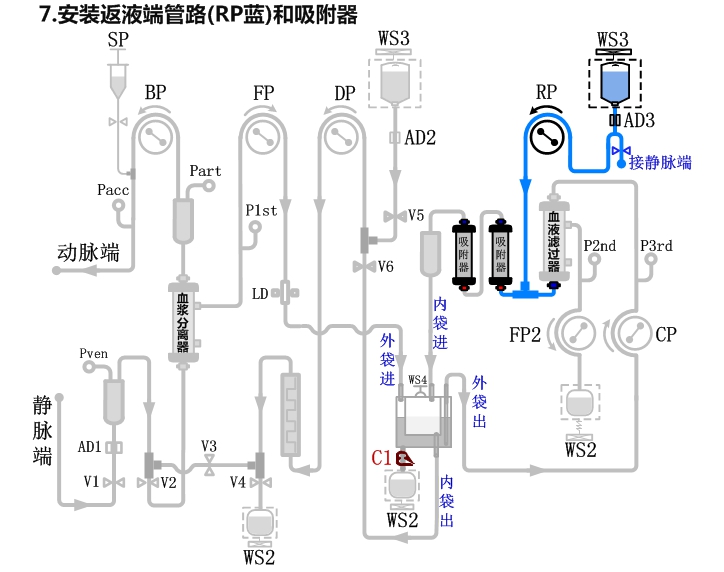 7.安装返液端管路(RP蓝)和吸附器
SP
WS3
WS3
BP
FP
DP
RP
AD2
AD3
接静脉端
Pacc
Part
P1st
V5
吸附器
吸附器
血液滤过器
P2nd
P3rd
动脉端
V6
血浆分离器
LD
内袋进
外袋进
FP2
CP
Pven
WS4
外袋出
静脉端
AD1
V3
C1
WS2
V1
V2
V4
内袋出
WS2
WS2